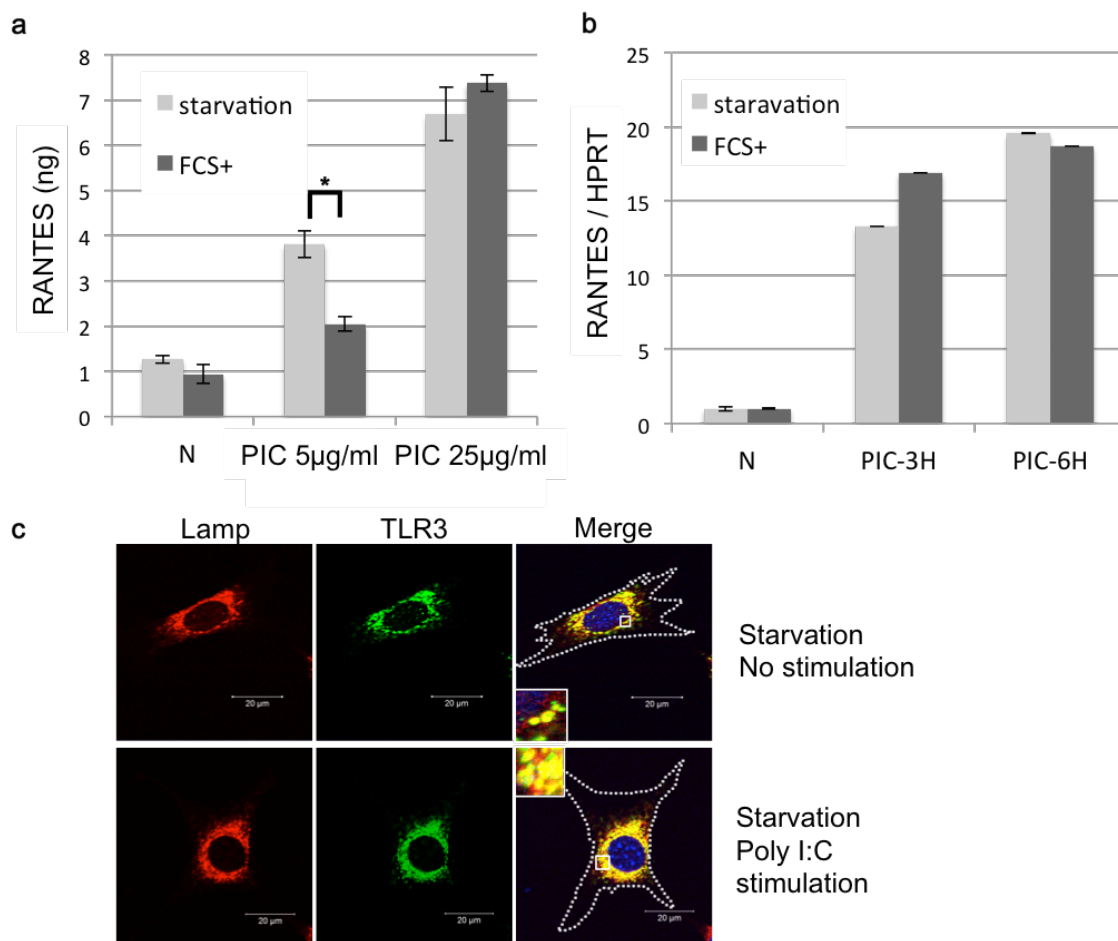 a
RANTES (ng)
8
7
6
5
4
3
2
1
0
starvation
FCS+
*
N
PIC 5µg/ml
PIC 25µg/ml
b
RANTES / HPRT
25
20
15
10
5
0
staravation
FCS+
N
PIC-3H
PIC-6H
c
Lamp
TLR3
Merge
20 µm
20 µm
20 µm
Starvation
No stimulation
20 µm
20 µm
20 µm
Starvation
Poly I:C
stimulation